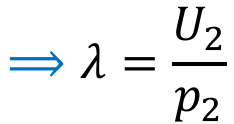 ⟹ λ = U₂ / p₂